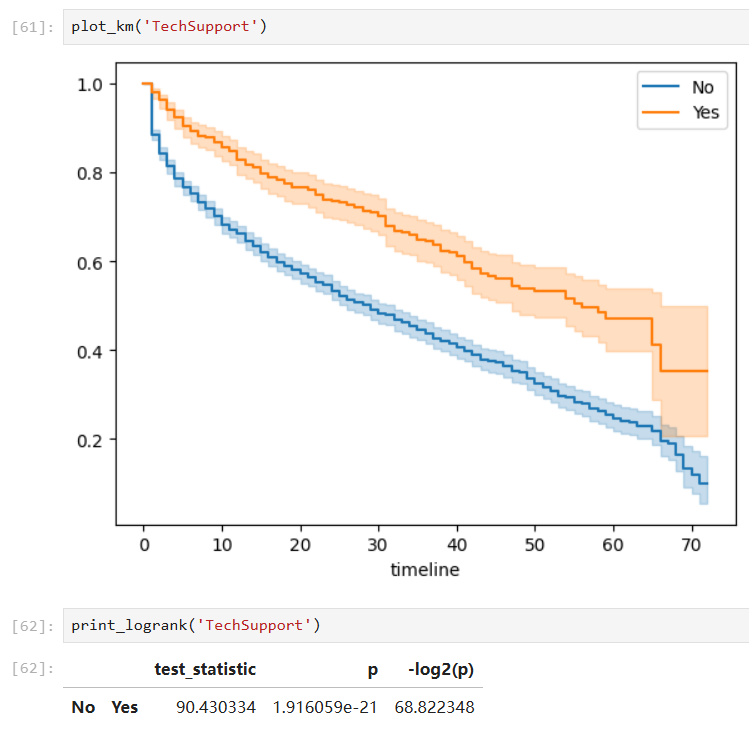 [61]: plot_km('TechSupport')
1.0
0.8
0.6
0.4
0.2
No
Yes
0 10 20 30 40 50 60 70
timeline
[62]: print_logrank('TechSupport')
[62]: test_statistic p -log2(p)
No Yes 90.430334 1.916059e-21 68.822348